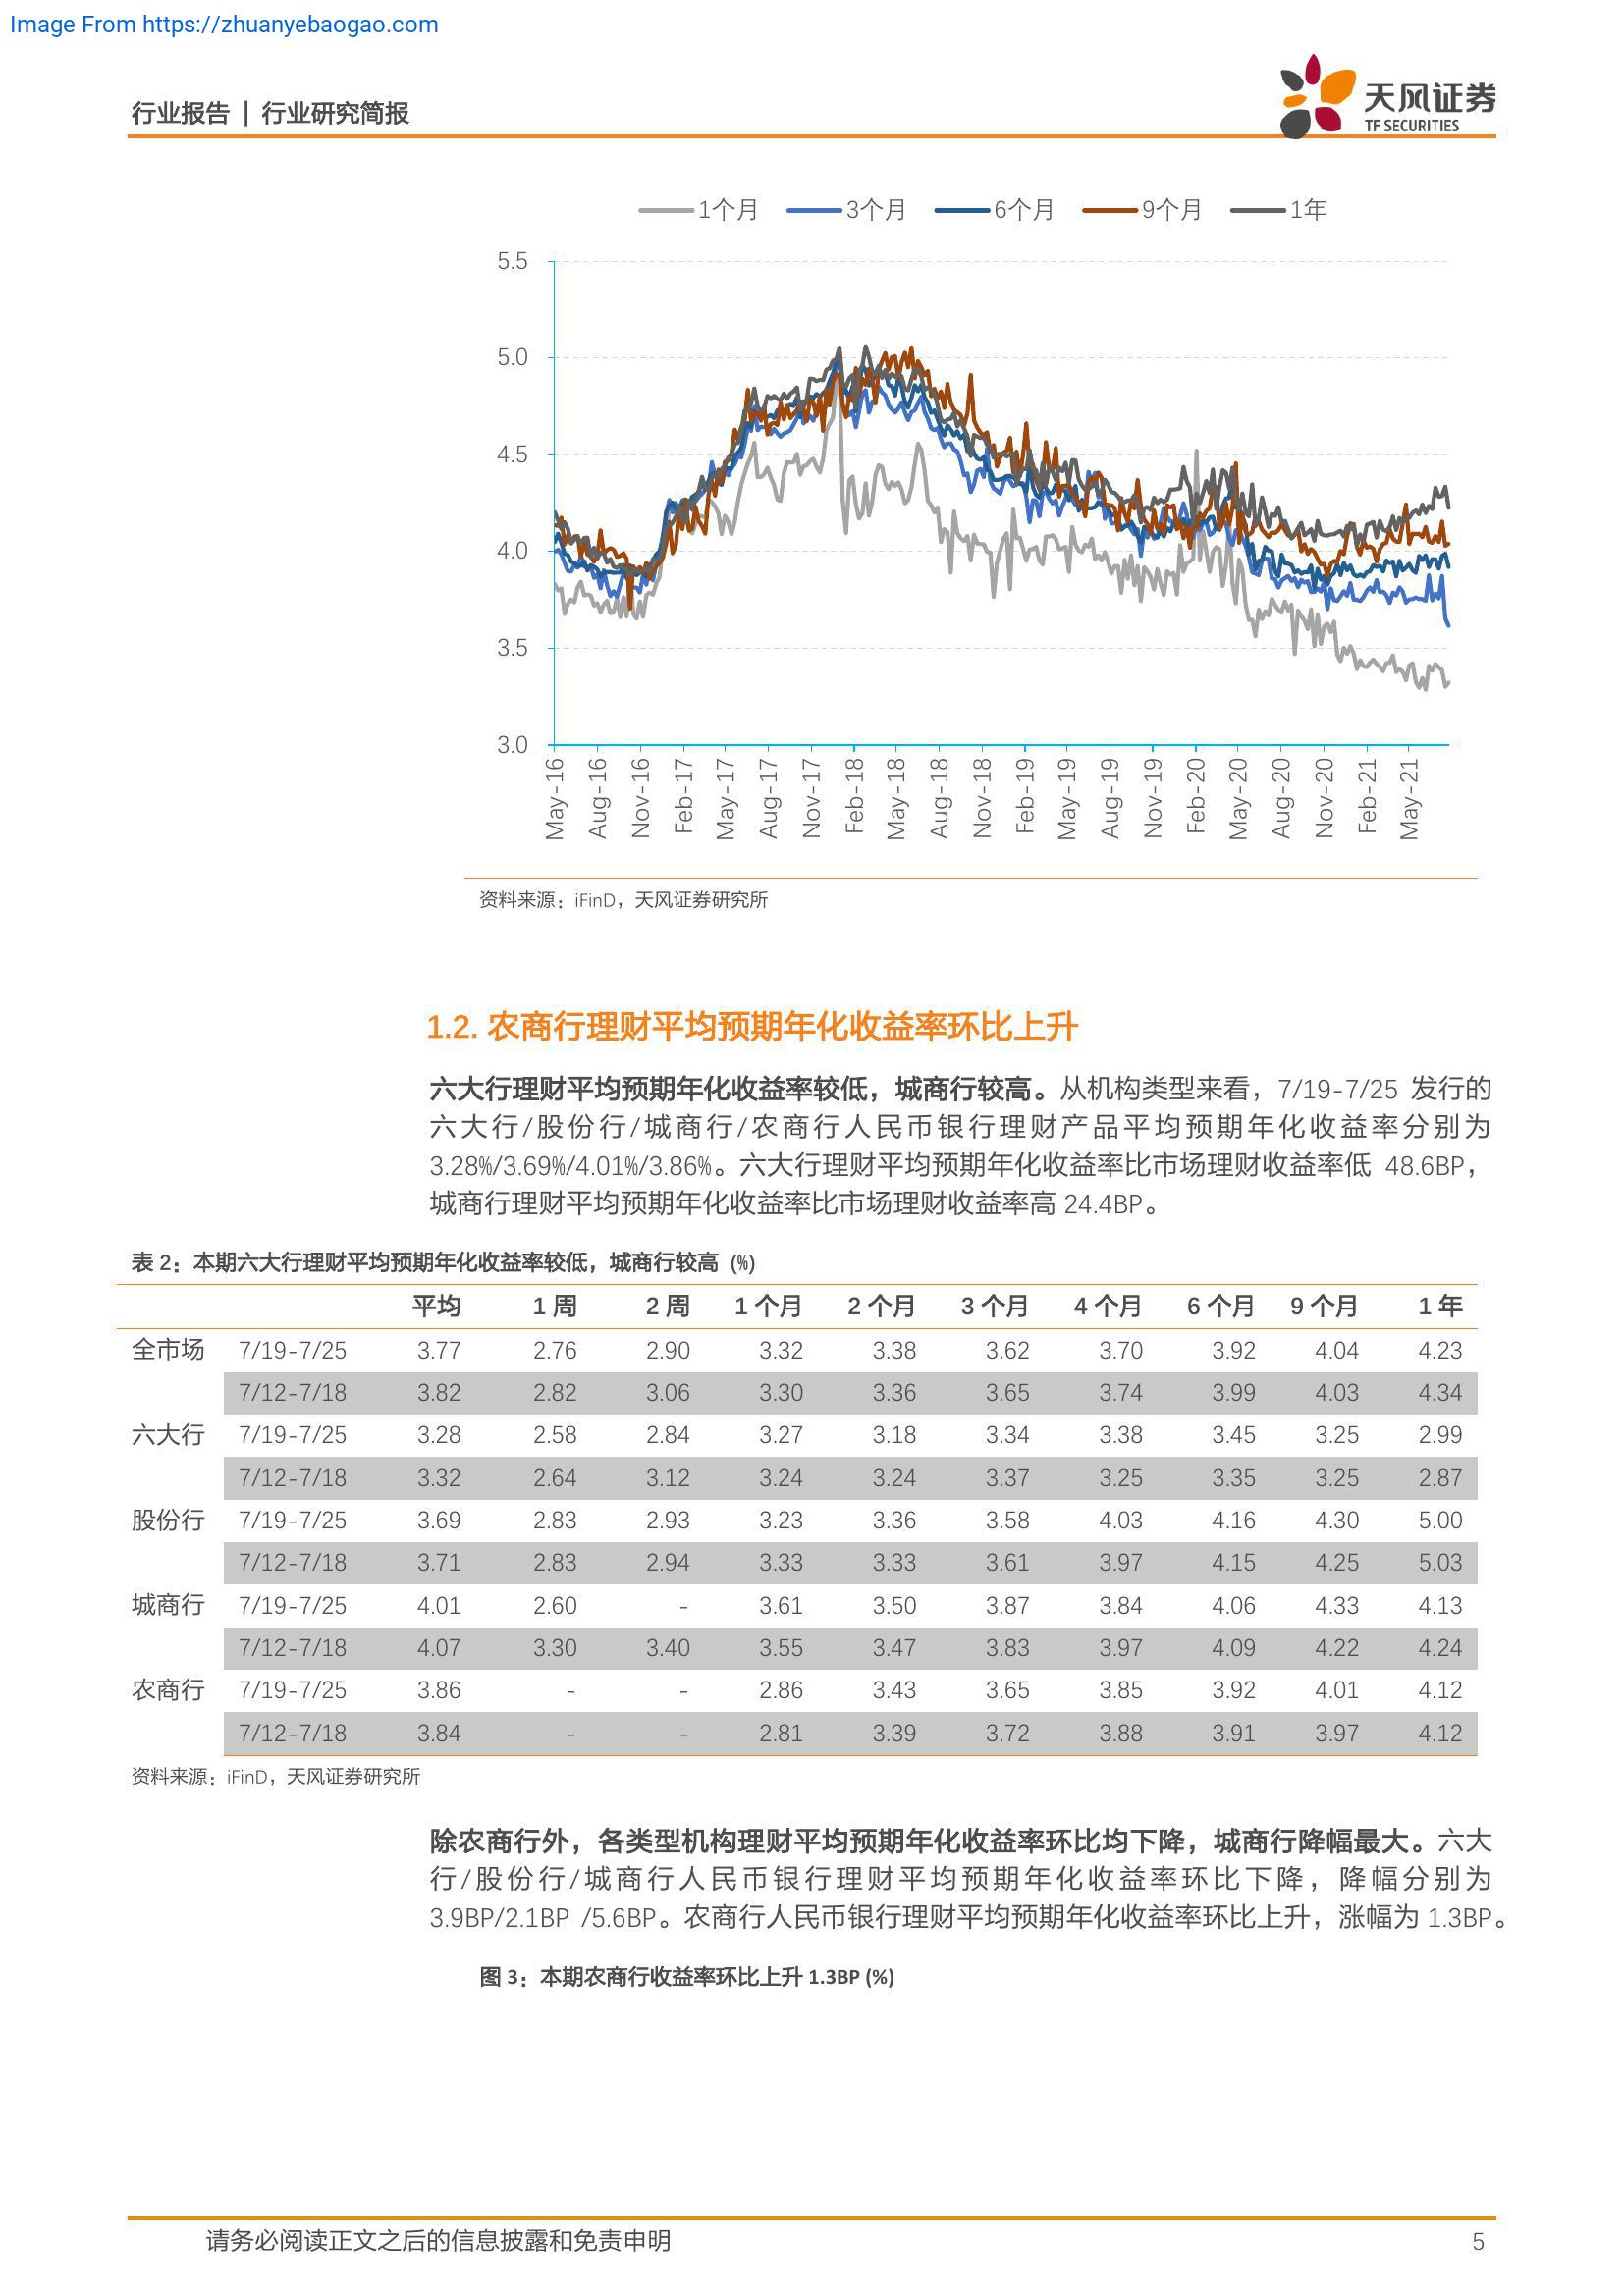 Image From https://zhuanyebaogao.com
行业报告 | 行业研究简报
天风证券
TF SECURITIES
1个月 3个月 6个月 9个月 1年
5.5
5.0
4.5
4.0
3.5
3.0
May-16 Aug-16 Nov-16 Feb-17 May-17 Aug-17 Nov-17 Feb-18 May-18 Aug-18 Nov-18 Feb-19 May-19 Aug-19 Nov-19 Feb-20 May-20 Aug-20 Nov-20 Feb-21 May-21
资料来源：iFinD，天风证券研究所
1.2. 农商行理财平均预期年化收益率环比上升
六大行理财平均预期年化收益率较低，城商行较高。从机构类型来看，7/19-7/25 发行的
六大行/股份行/城商行/农商行人民币银行理财产品平均预期年化收益率分别为
3.28%/3.69%/4.01%/3.86%。六大行理财平均预期年化收益率比市场理财收益率低 48.6BP，
城商行理财平均预期年化收益率比市场理财收益率高 24.4BP。
表 2：本期六大行理财平均预期年化收益率较低，城商行较高 (%)
平均 1 周 2 周 1 个月 2 个月 3 个月 4 个月 6 个月 9 个月 1 年
全市场 7/19-7/25 3.77 2.76 2.90 3.32 3.38 3.62 3.70 3.92 4.04 4.23
7/12-7/18 3.82 2.82 3.06 3.30 3.36 3.65 3.74 3.99 4.03 4.34
六大行 7/19-7/25 3.28 2.58 2.84 3.27 3.18 3.34 3.38 3.45 3.25 2.99
7/12-7/18 3.32 2.64 3.12 3.24 3.24 3.37 3.25 3.35 3.25 2.87
股份行 7/19-7/25 3.69 2.83 2.93 3.23 3.36 3.58 4.03 4.16 4.30 5.00
7/12-7/18 3.71 2.83 2.94 3.33 3.33 3.61 3.97 4.15 4.25 5.03
城商行 7/19-7/25 4.01 2.60 - 3.61 3.50 3.87 3.84 4.06 4.33 4.13
7/12-7/18 4.07 3.30 3.40 3.55 3.47 3.83 3.97 4.09 4.22 4.24
农商行 7/19-7/25 3.86 - - 2.86 3.43 3.65 3.85 3.92 4.01 4.12
7/12-7/18 3.84 - - 2.81 3.39 3.72 3.88 3.91 3.97 4.12
资料来源：iFinD，天风证券研究所
除农商行外，各类型机构理财平均预期年化收益率环比均下降，城商行降幅最大。六大
行/股份行/城商行人民币银行理财平均预期年化收益率环比下降，降幅分别为
3.9BP/2.1BP /5.6BP。农商行人民币银行理财平均预期年化收益率环比上升，涨幅为 1.3BP。
图 3：本期农商行收益率环比上升 1.3BP (%)
请务必阅读正文之后的信息披露和免责申明 5